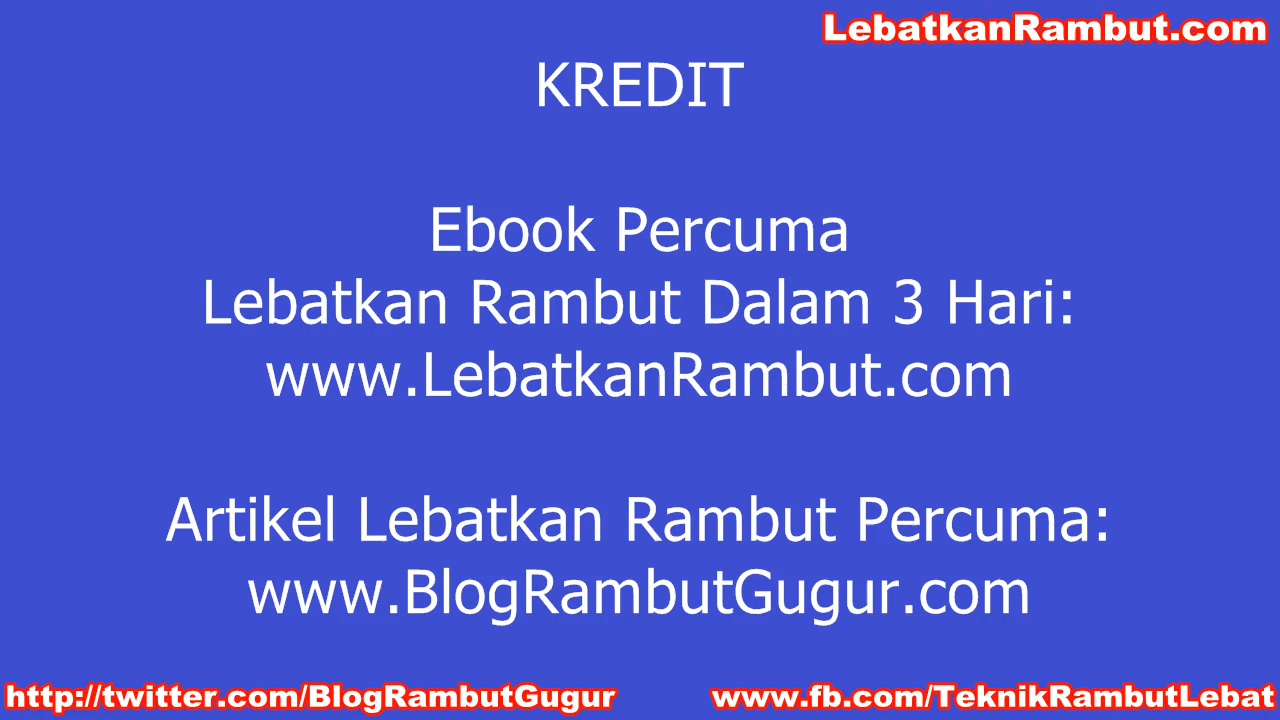 LebatkanRambut.com
KREDIT
Ebook Percuma
Lebatkan Rambut Dalam 3 Hari:
www.LebatkanRambut.com
Artikel Lebatkan Rambut Percuma:
www.BlogRambutGugur.com
http://twitter.com/BlogRambutGugur
www.fb.com/TeknikRambutLebat